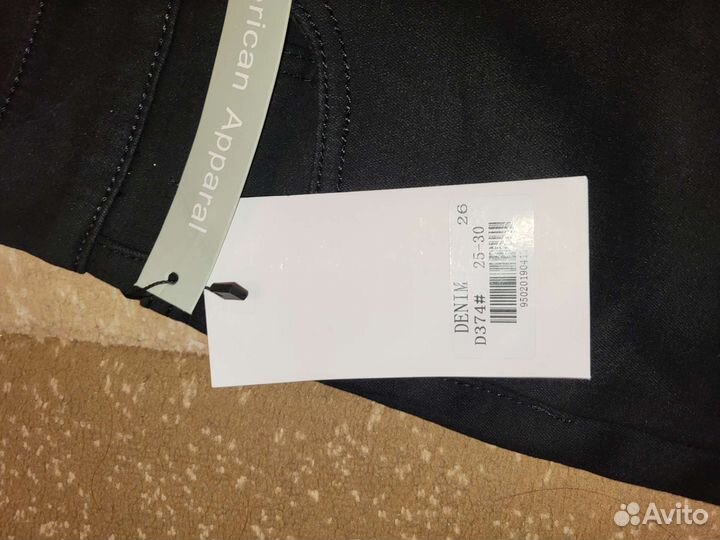 rican Apparal
DENIM 26
D374# 25-30
Avito